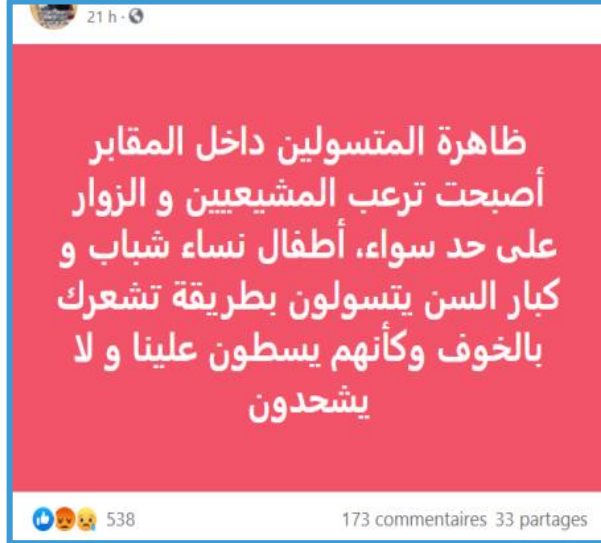 21 h
ظاهرة المتسولين داخل المقابر
أصبحت ترعب المشيعيين و الزوار
على حد سواء، أطفال نساء شباب و
كبار السن يتسولون بطريقة تشعرك
بالخوف وكأنهم يسطون علينا و لا
يشحدون
538
173 commentaires 33 partages